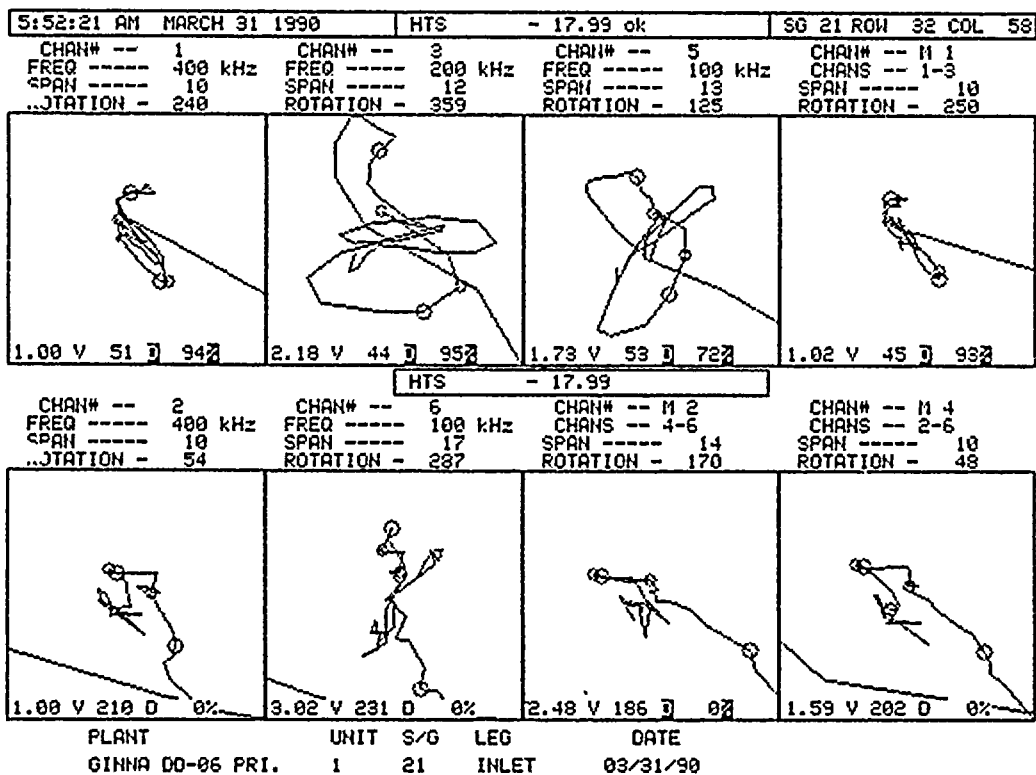 5:52:21 AM MARCH 31 1990 HTS - 17.99 ok SG 21 ROW 32 COL 58
CHAN# -- 1 CHAN# -- 3 CHAN# -- 5 CHAN# -- M 1
FREQ ----- 400 kHz FREQ ----- 200 kHz FREQ ----- 100 kHz CHANS -- 1-3
SPAN ----- 10 SPAN ----- 12 SPAN ----- 13 SPAN ----- 10
..OTATION - 240 ROTATION - 359 ROTATION - 125 ROTATION - 250
1.00 V 51 D 94% 2.18 V 44 D 95% 1.73 V 53 D 72% 1.02 V 45 D 93%
HTS - 17.99
CHAN# -- 2 CHAN# -- 6 CHAN# -- M 2 CHAN# -- M 4
FREQ ----- 400 kHz FREQ ----- 100 kHz CHANS -- 4-6 CHANS -- 2-6
SPAN ----- 10 SPAN ----- 17 SPAN ----- 14 SPAN ----- 10
..OTATION - 54 ROTATION - 287 ROTATION - 170 ROTATION - 48
1.00 V 210 D 0% 3.02 V 231 D 0% 2.48 V 186 D 0% 1.59 V 202 D 0%
PLANT UNIT S/G LEG DATE
GINNA DD-06 PRI. 1 21 INLET 03/31/90